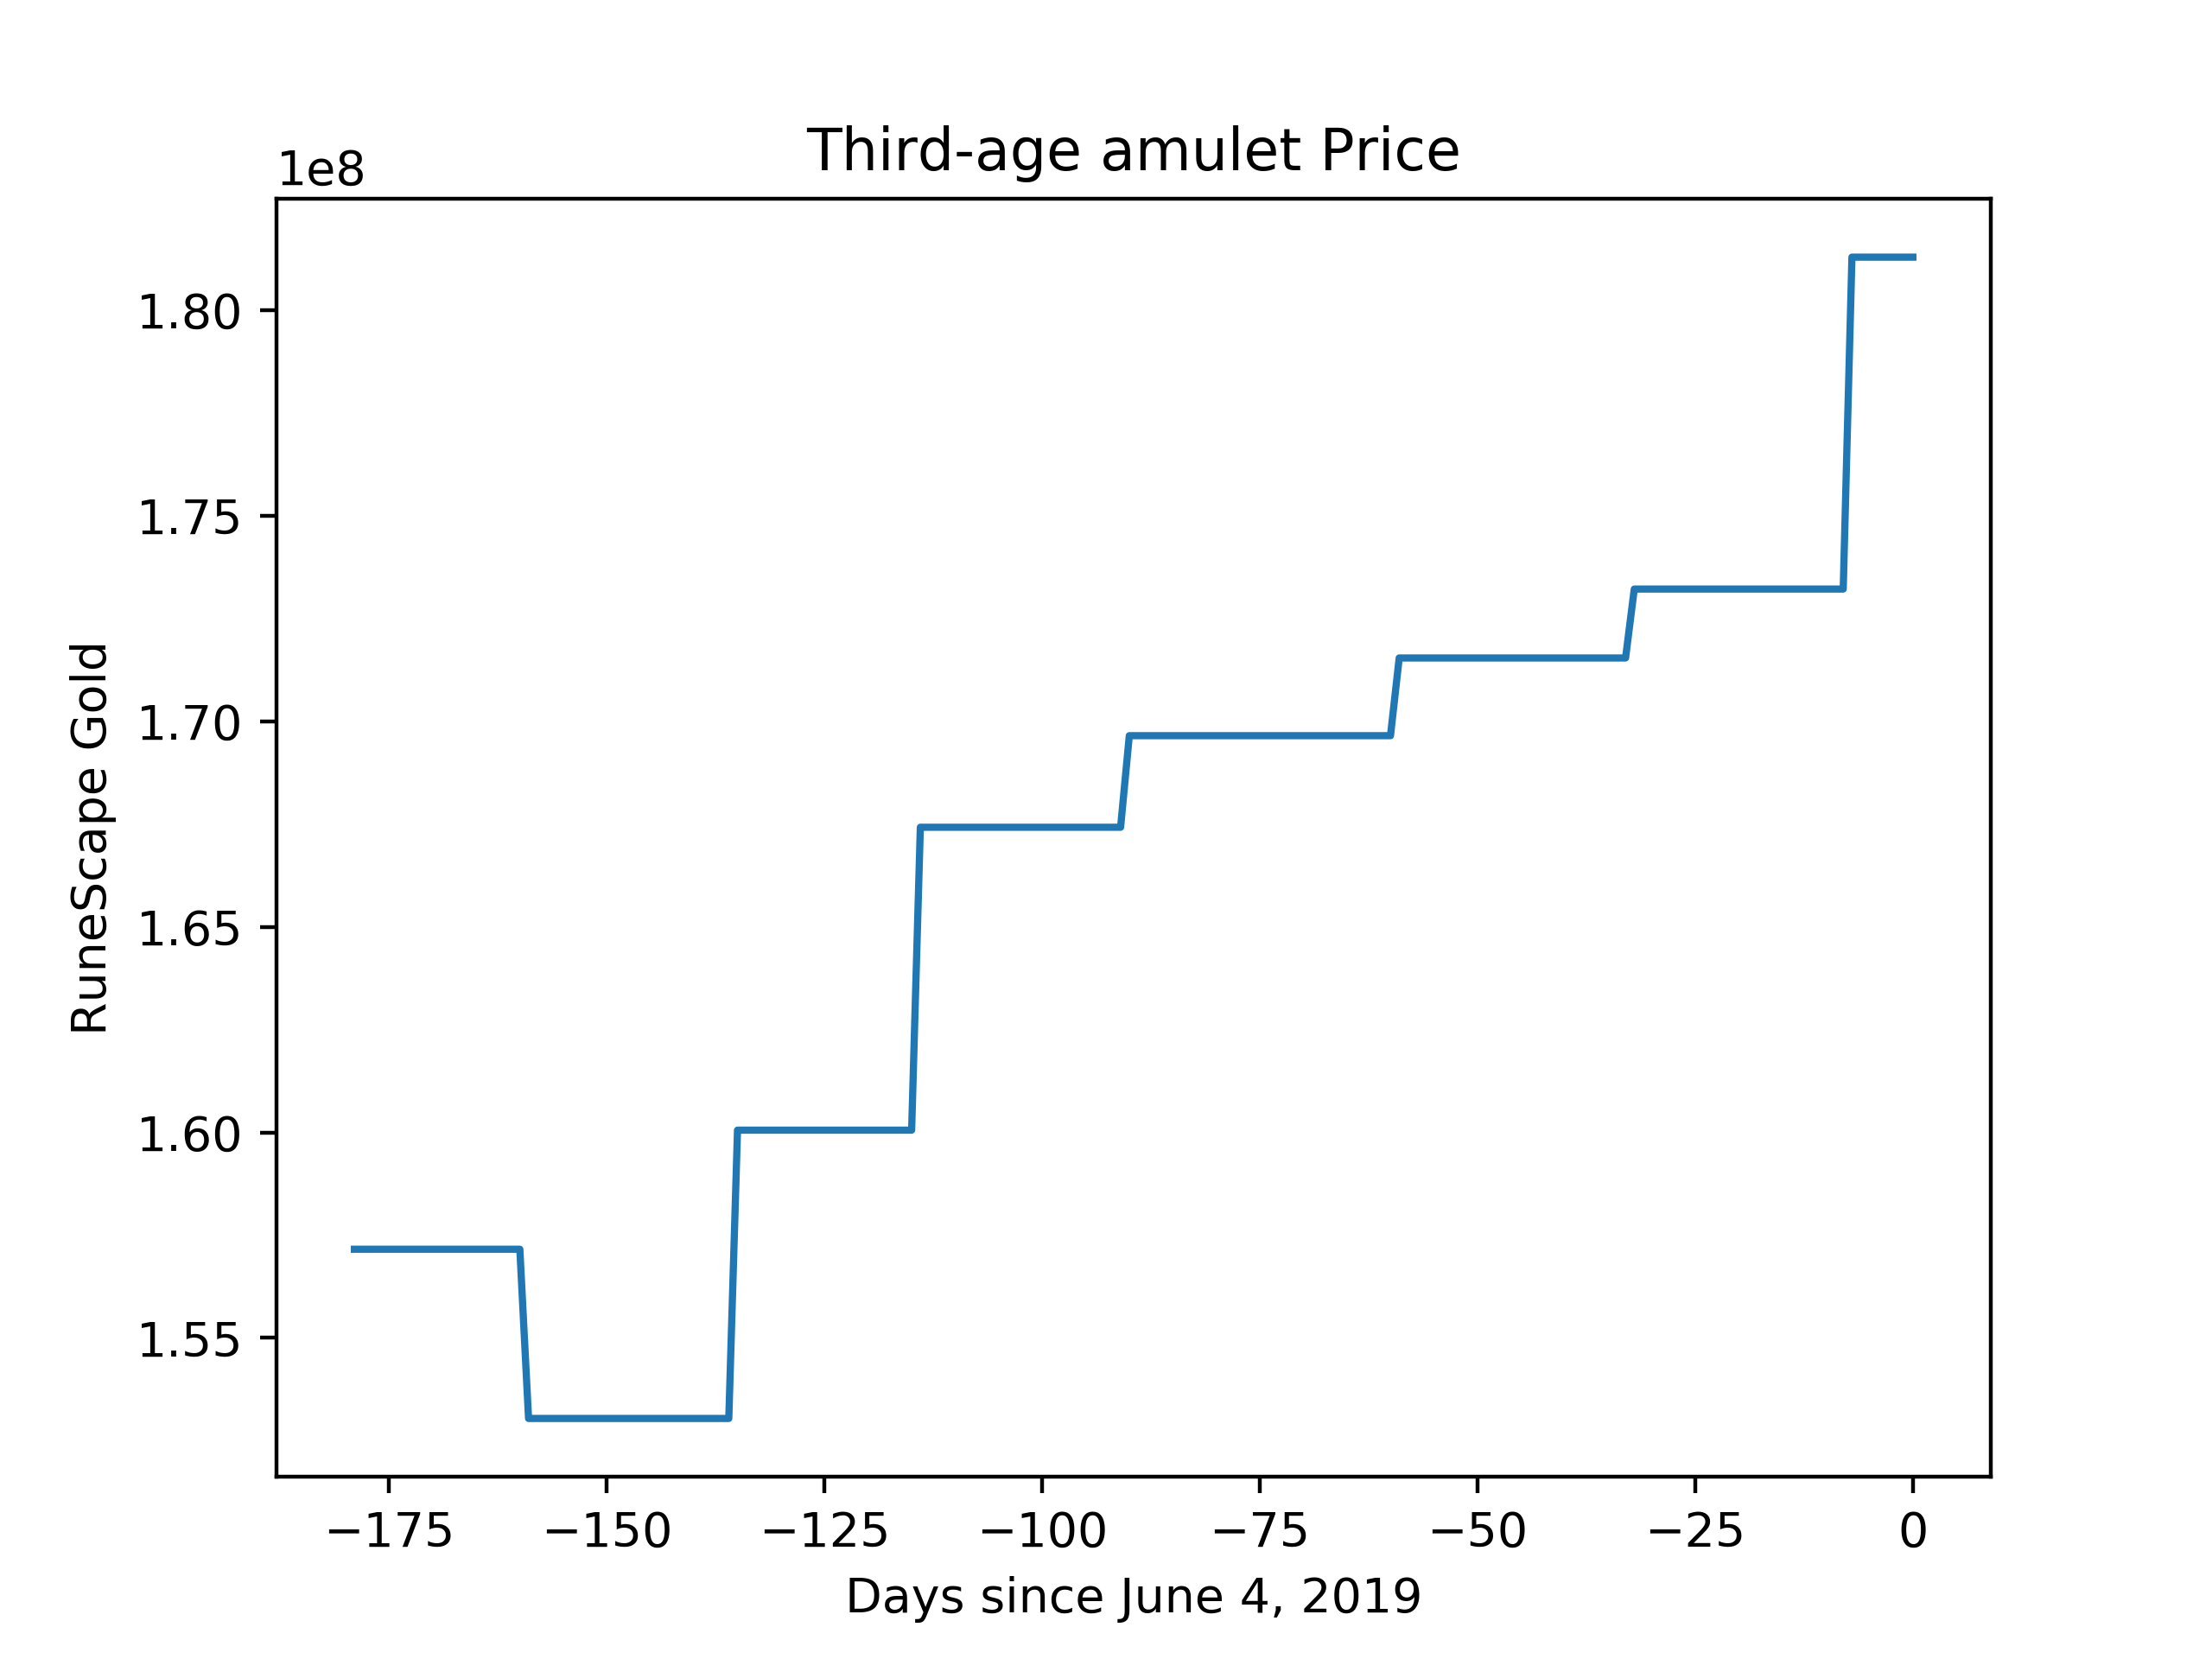 Third-age amulet Price
1e8
1.80
1.75
1.70
1.65
1.60
1.55
RuneScape Gold
−175 −150 −125 −100 −75 −50 −25 0
Days since June 4, 2019